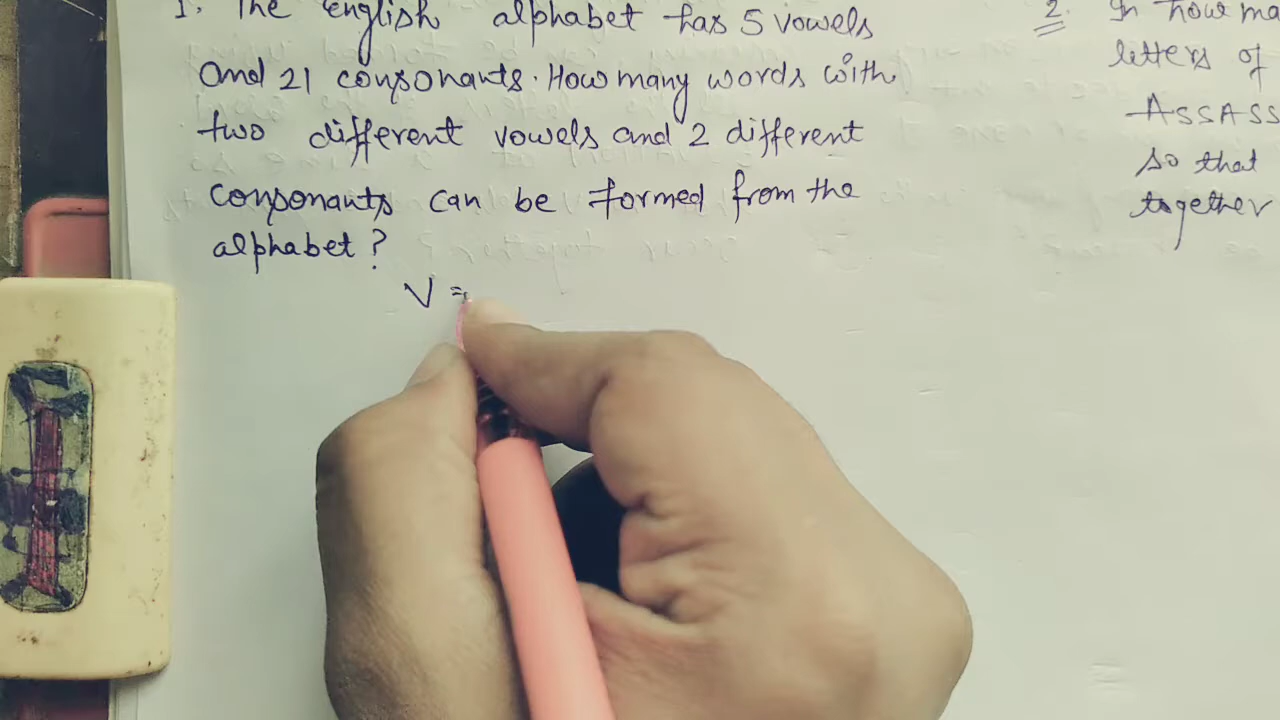 1. The english alphabet has 5 vowels
and 21 consonants. How many words with
two different vowels and 2 different
consonants can be formed from the
alphabet?
V =
2. In how
letters of
ASSASS
so that
together